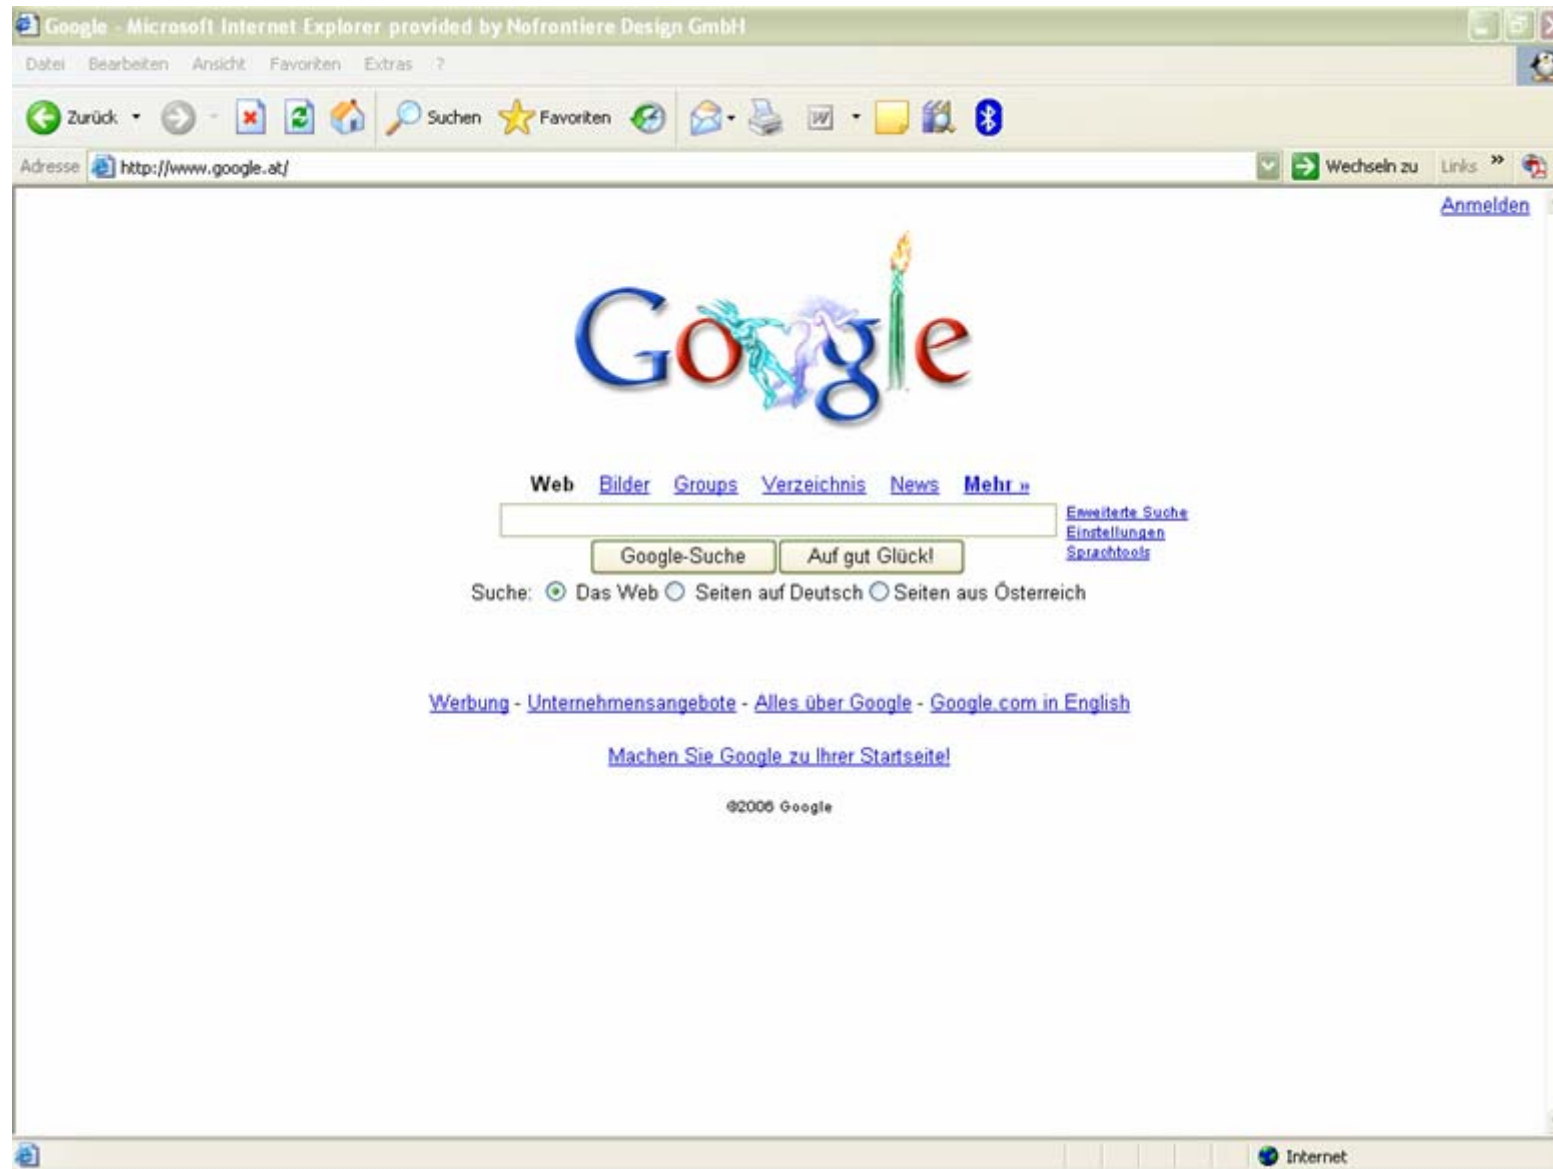 Google - Microsoft Internet Explorer provided by Nofrontiere Design GmbH
Datei Bearbeiten Ansicht Favoriten Extras ?
Zurück Suchen Favoriten
Adresse http://www.google.at/ Wechseln zu Links »
Anmelden
Google
Web Bilder Groups Verzeichnis News Mehr »
Erweiterte Suche
Einstellungen
Google-Suche Auf gut Glück! Sprachtools
Suche: Das Web Seiten auf Deutsch Seiten aus Österreich
Werbung - Unternehmensangebote - Alles über Google - Google.com in English
Machen Sie Google zu Ihrer Startseite!
©2006 Google
Internet